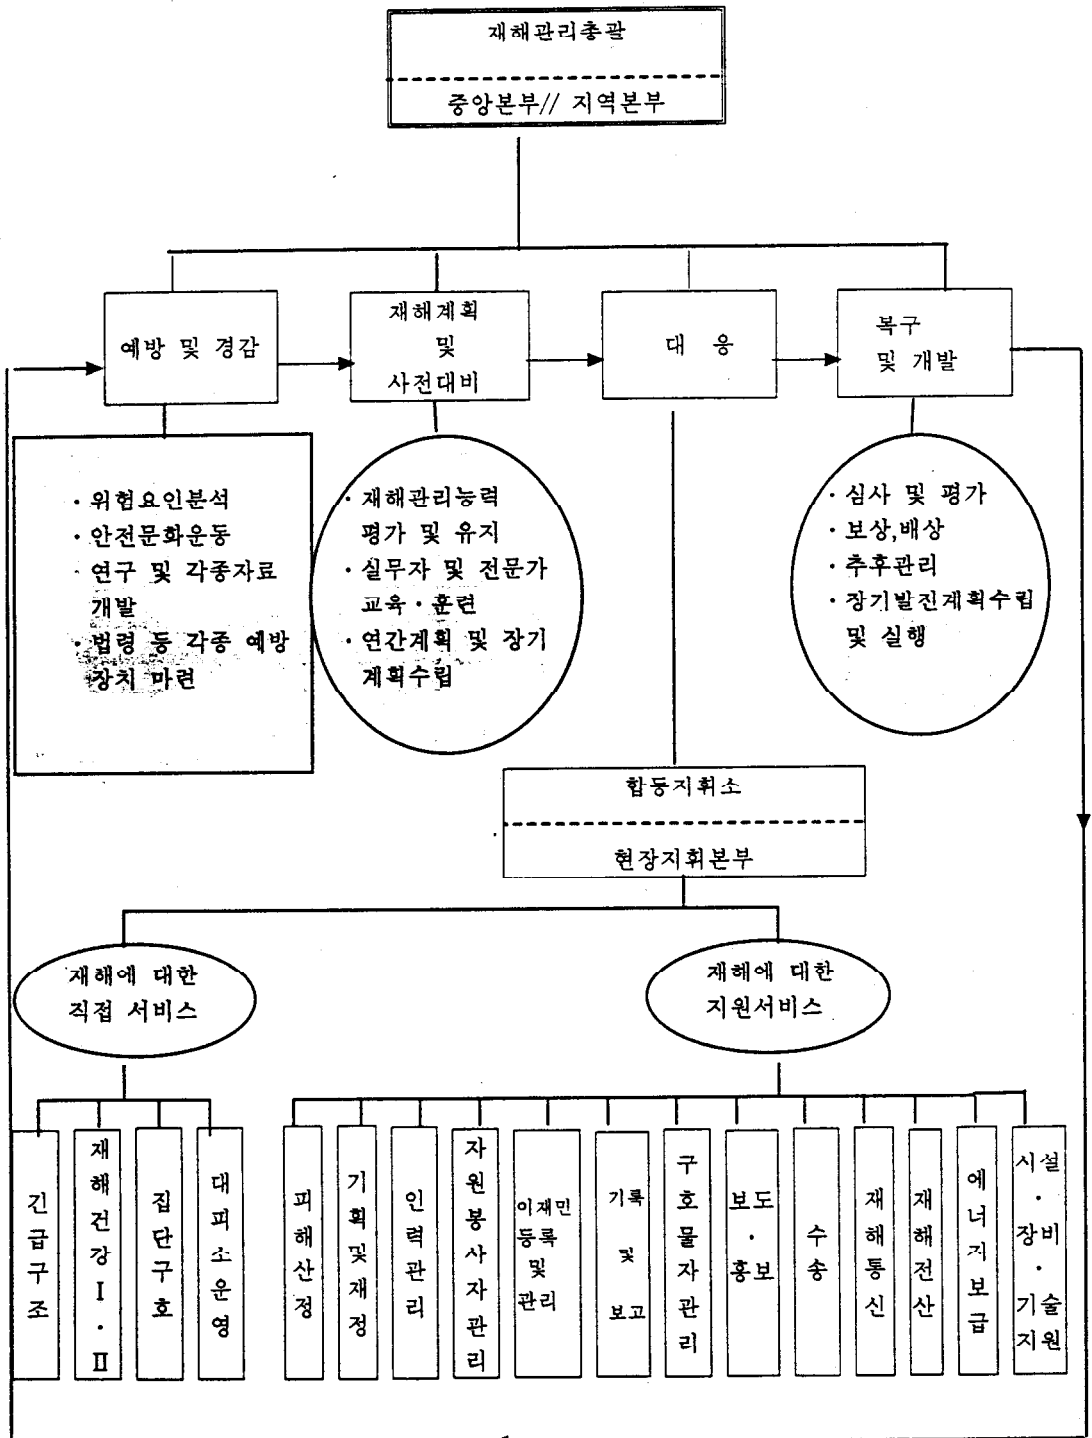 재해관리총괄
중앙본부// 지역본부
예방 및 경감
재해계획
및
사전대비
대 응
복구
및 개발
· 위험요인분석
· 안전문화운동
· 연구 및 각종자료
개발
· 법령 등 각종 예방
장치 마련
· 재해관리능력
평가 및 유지
· 실무자 및 전문가
교육·훈련
· 연간계획 및 장기
계획수립
· 심사 및 평가
· 보상,배상
· 추후관리
· 장기발전계획수립
및 실행
합동지휘소
현장지휘본부
재해에 대한
직접 서비스
재해에 대한
지원서비스
긴급구조
재해건강 I·II
집단구호
대피소운영
피해산정
기획및재정
인력관리
자원봉사자관리
이재민
등록
및
관리
기록
및
보고
구호물자관리
보도
·
홍보
수송
재해통신
재해전산
에너지보급
시설
·
장비
·
기술
지원